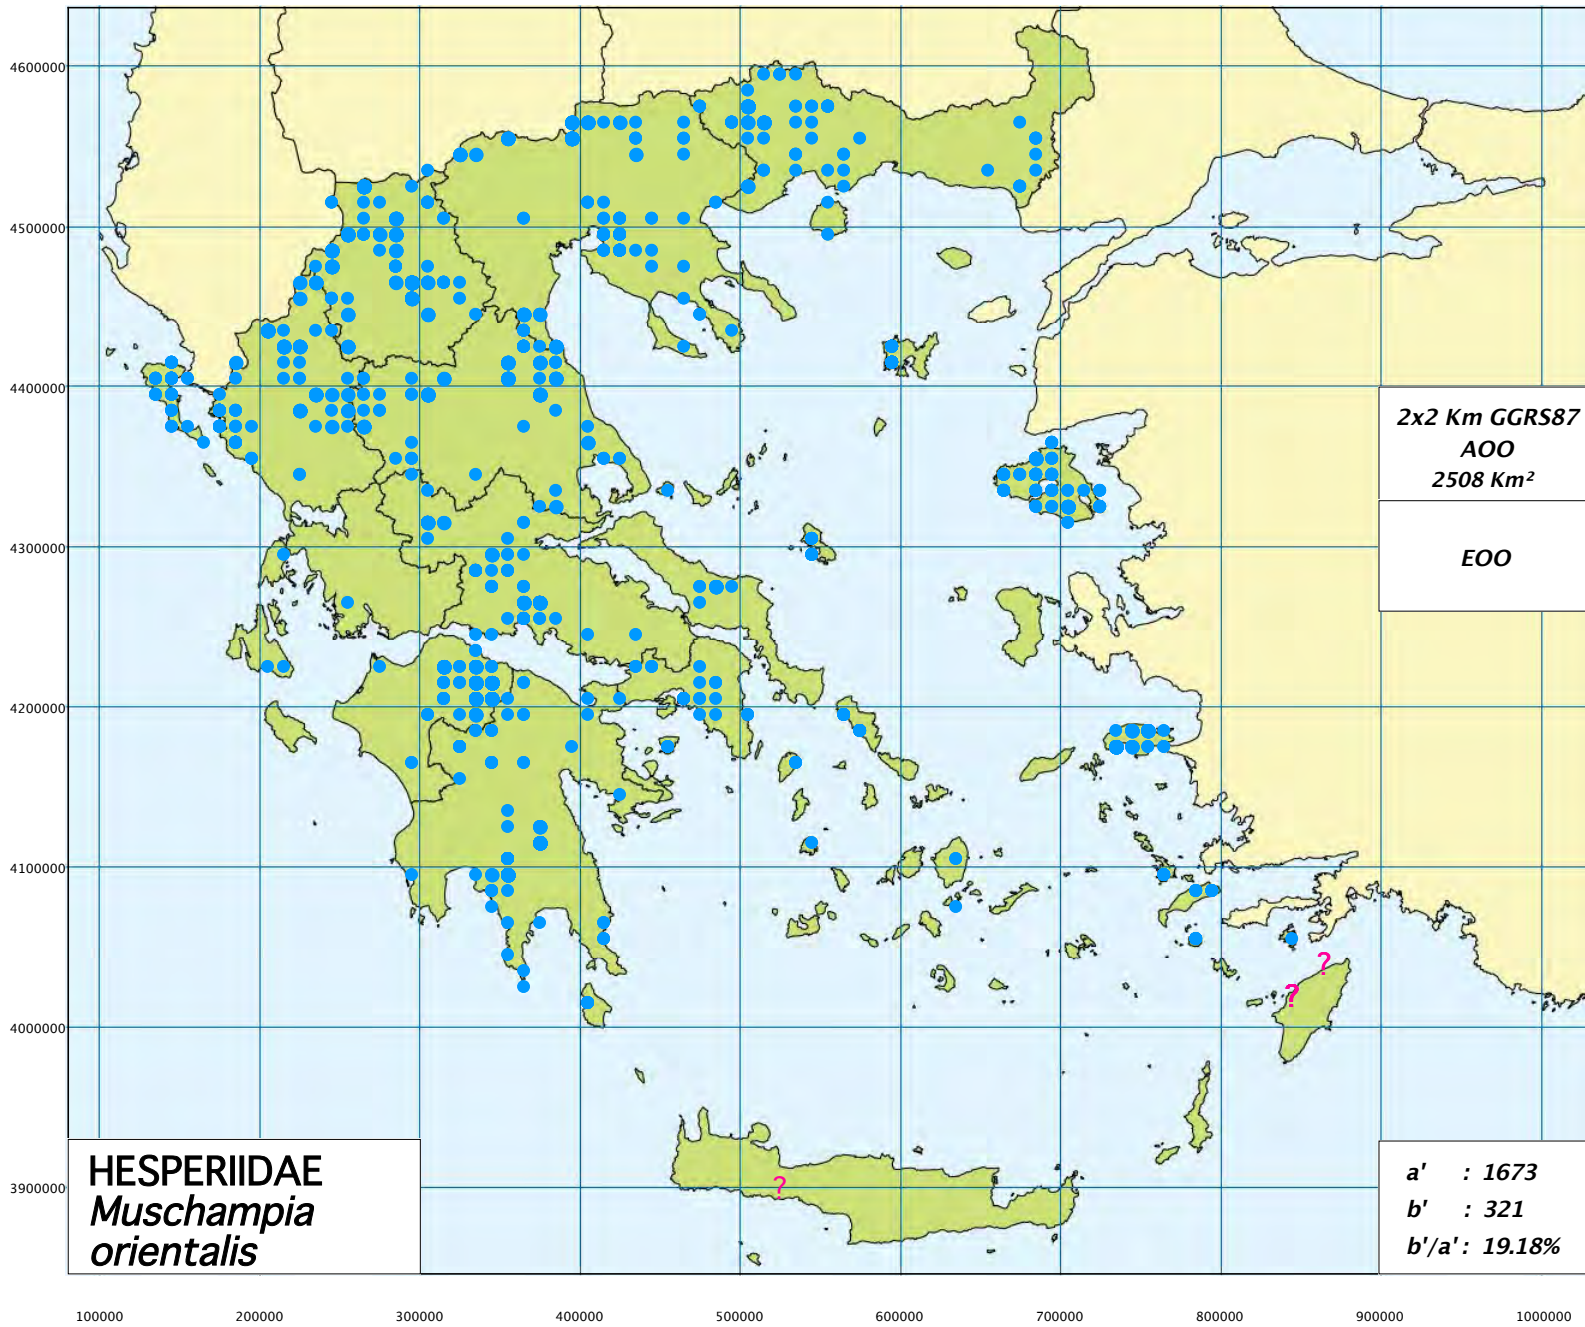 4600000
4500000
4400000
4300000
4200000
4100000
4000000
3900000
2x2 Km GGRS87
AOO
2508 Km²
EOO
?
?
?
HESPERIIDAE
Muschampia
orientalis
a' : 1673
b' : 321
b'/a' : 19.18%
100000 200000 300000 400000 500000 600000 700000 800000 900000 1000000